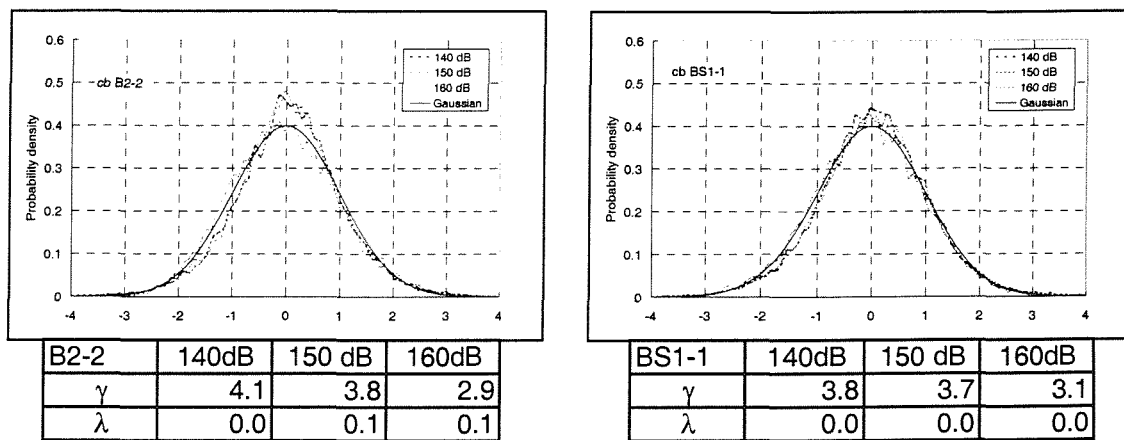 0.6
0.5
0.4
0.3
0.2
0.1
0
Probability density
cb B2-2
140 dB
150 dB
160 dB
Gaussian
-4 -3 -2 -1 0 1 2 3 4
B2-2 140dB 150 dB 160dB
γ 4.1 3.8 2.9
λ 0.0 0.1 0.1
0.6
0.5
0.4
0.3
0.2
0.1
0
Probability density
cb BS1-1
140 dB
150 dB
160 dB
Gaussian
-4 -3 -2 -1 0 1 2 3 4
BS1-1 140dB 150 dB 160dB
γ 3.8 3.7 3.1
λ 0.0 0.0 0.0